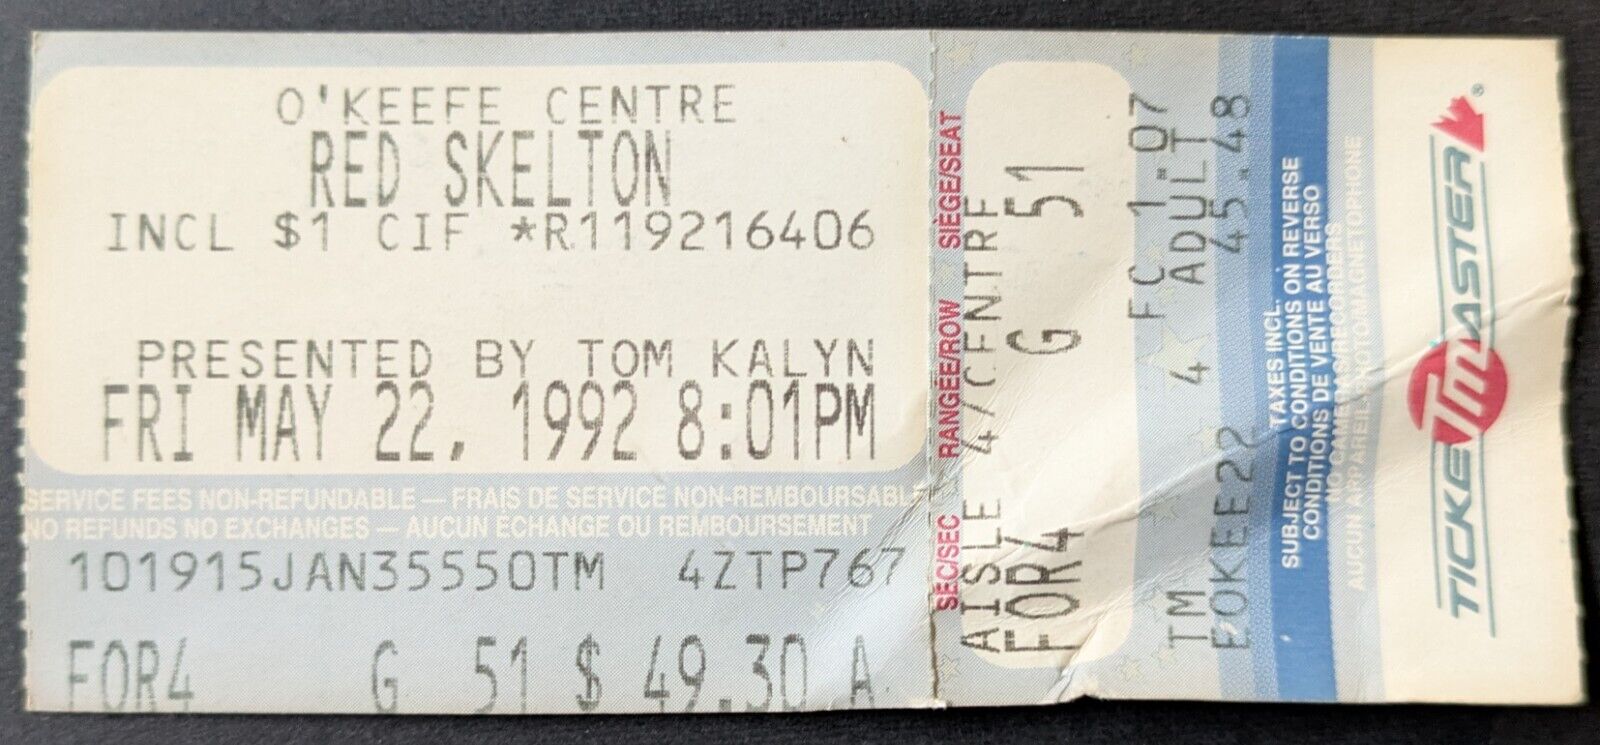 O'KEEFE CENTRE
RED SKELTON
INCL $1 CIF *R119216406
PRESENTED BY TOM KALYN
FRI MAY 22, 1992 8:01PM
SERVICE FEES NON-REFUNDABLE — FRAIS DE SERVICE NON-REMBOURSABLE
NO REFUNDS NO EXCHANGES — AUCUN ÉCHANGE OU REMBOURSEMENT
101915JAN35550TM 4ZTP767
FOR4 G 51 $ 49.30 A
SEC/SEC RANGÉE/ROW SIÈGE/SEAT
AISLE 4/CENTRE
FOR4 G 51
FC 1.07
TM 4 ADULT
EOKEE22 45.48
TAXES INCL.
SUBJECT TO CONDITIONS ON REVERSE
CONDITIONS DE VENTE AU VERSO
NO CAMERAS/RECORDERS
AUCUN APPAREIL PHOTO/MAGNETOPHONE
TICKETMASTER ®